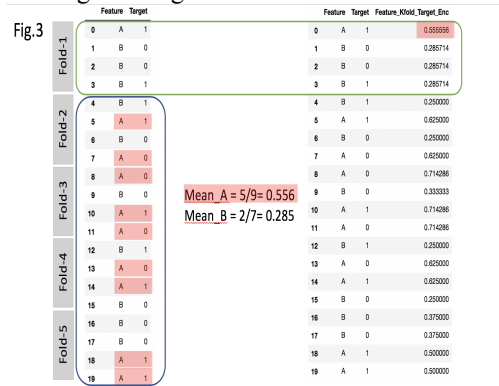 Fig.3
Feature Target
Fold-1
0 A 1
1 B 0
2 B 0
3 B 1
Fold-2
4 B 1
5 A 1
6 B 0
7 A 0
Fold-3
8 A 0
9 B 0
10 A 1
11 A 0
Fold-4
12 B 1
13 A 0
14 A 1
15 B 0
Fold-5
16 B 0
17 B 0
18 A 1
19 A 1
Mean_A = 5/9= 0.556
Mean_B = 2/7= 0.285
Feature Target Feature_Kfold_Target_Enc
0 A 1 0.555556
1 B 0 0.285714
2 B 0 0.285714
3 B 1 0.285714
4 B 1 0.250000
5 A 1 0.625000
6 B 0 0.250000
7 A 0 0.625000
8 A 0 0.714286
9 B 0 0.333333
10 A 1 0.714286
11 A 0 0.714286
12 B 1 0.250000
13 A 0 0.625000
14 A 1 0.625000
15 B 0 0.250000
16 B 0 0.375000
17 B 0 0.375000
18 A 1 0.500000
19 A 1 0.500000